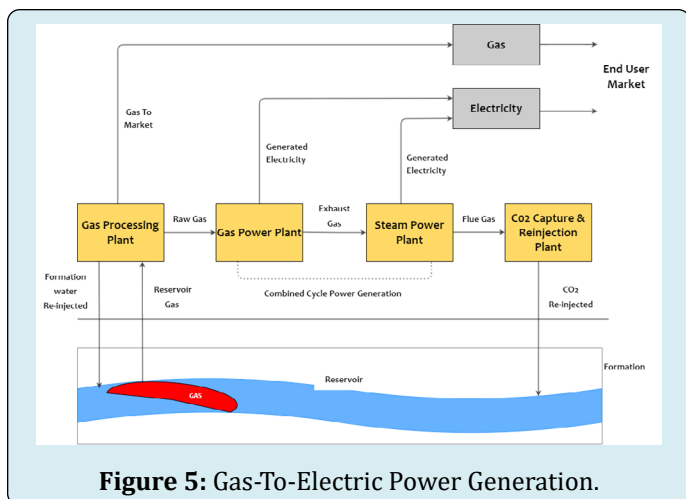 Gas
End User
Market
Electricity
Gas To
Market
Generated
Electricity
Generated
Electricity
Gas Processing
Plant
Raw Gas
Gas Power Plant
Exhaust
Gas
Steam Power
Plant
Flue Gas
Co2 Capture &
Reinjection
Plant
Formation
water
Re-injected
Reservoir
Gas
Combined Cycle Power Generation
CO2
Re-injected
Reservoir
Formation
GAS
Figure 5: Gas-To-Electric Power Generation.